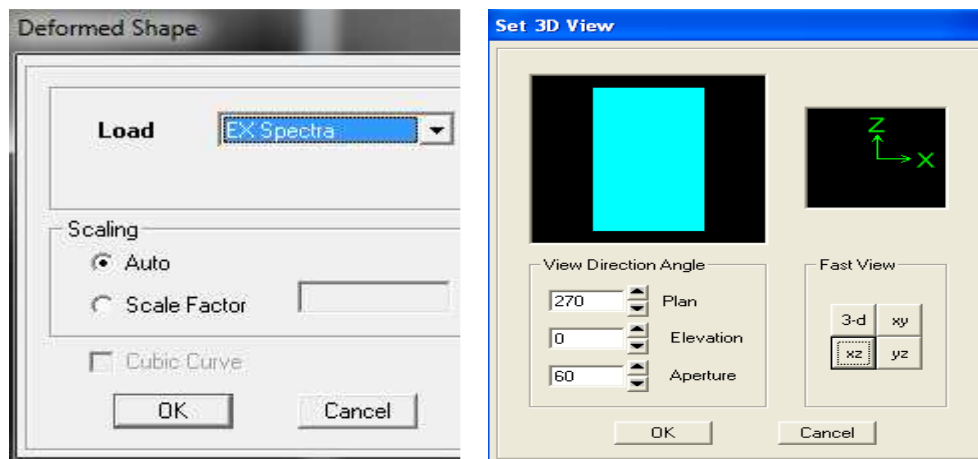 Deformed Shape
Load
EX Spectra
Scaling
Auto
Scale Factor
Cubic Curve
OK
Cancel
Set 3D View
Z
X
View Direction Angle
270
Plan
0
Elevation
60
Aperture
Fast View
3-d
xy
xz
yz
OK
Cancel